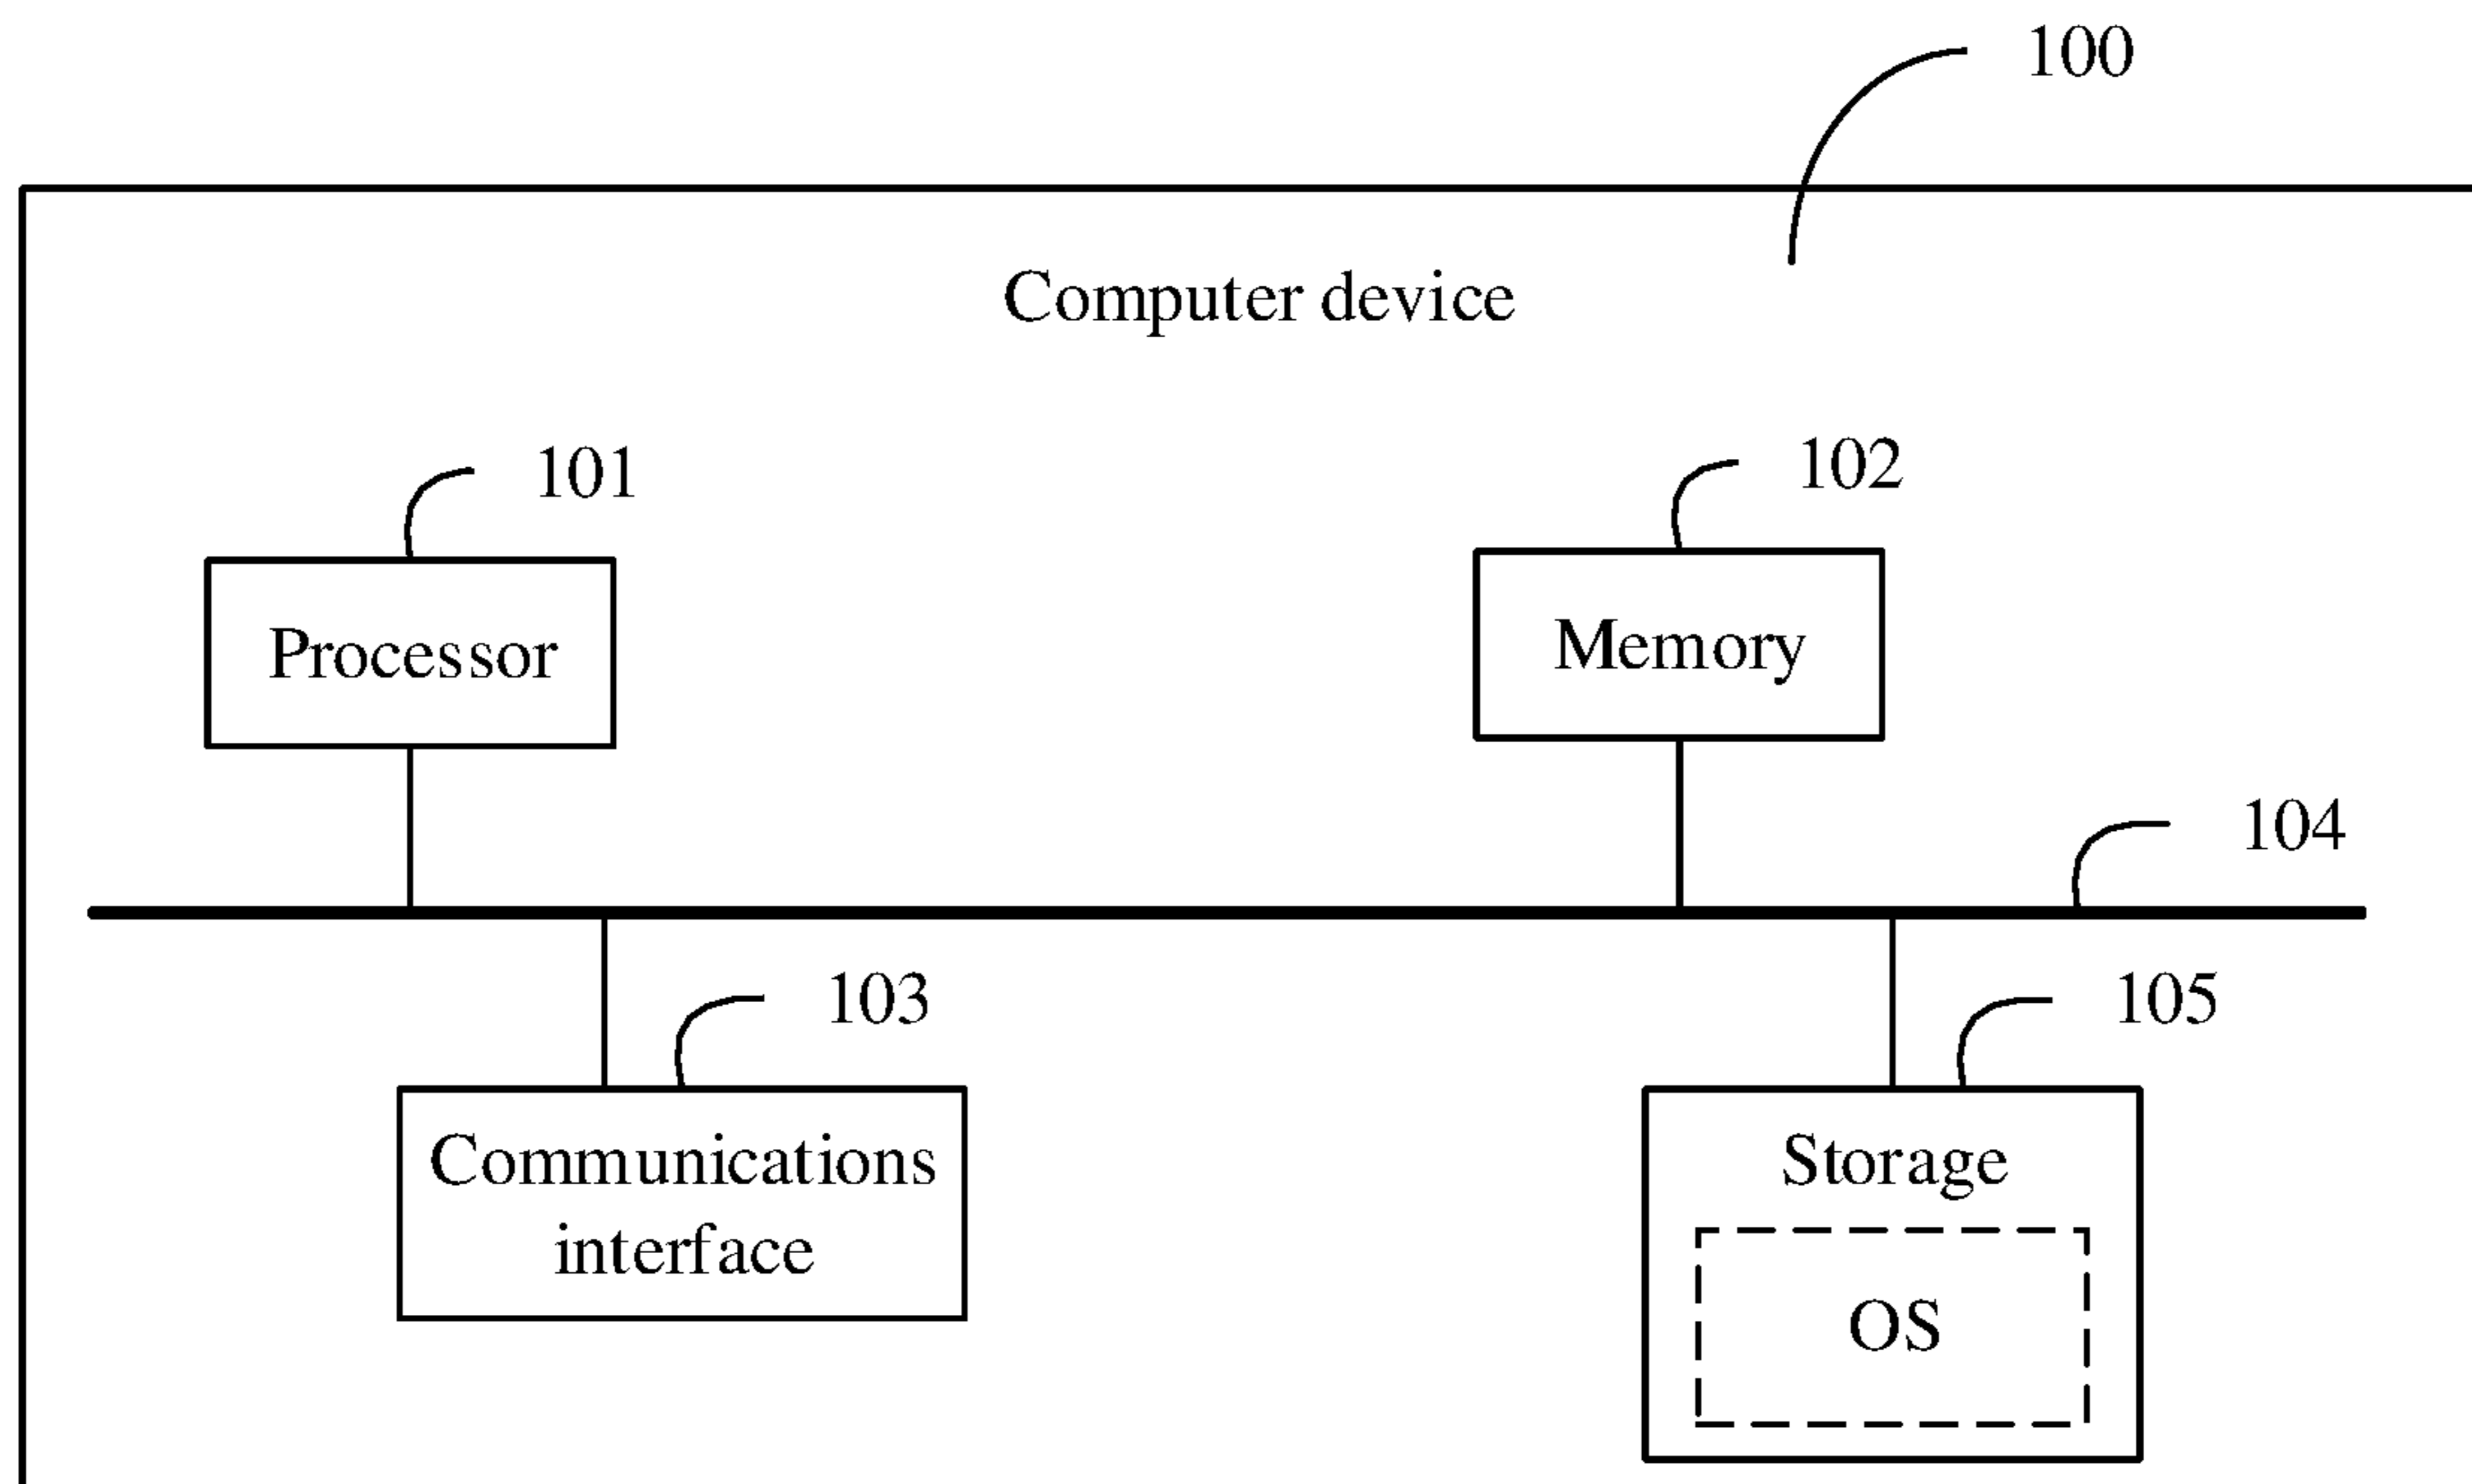 100
Computer device
101
102
Processor
Memory
104
103
105
Communications
interface
Storage
OS